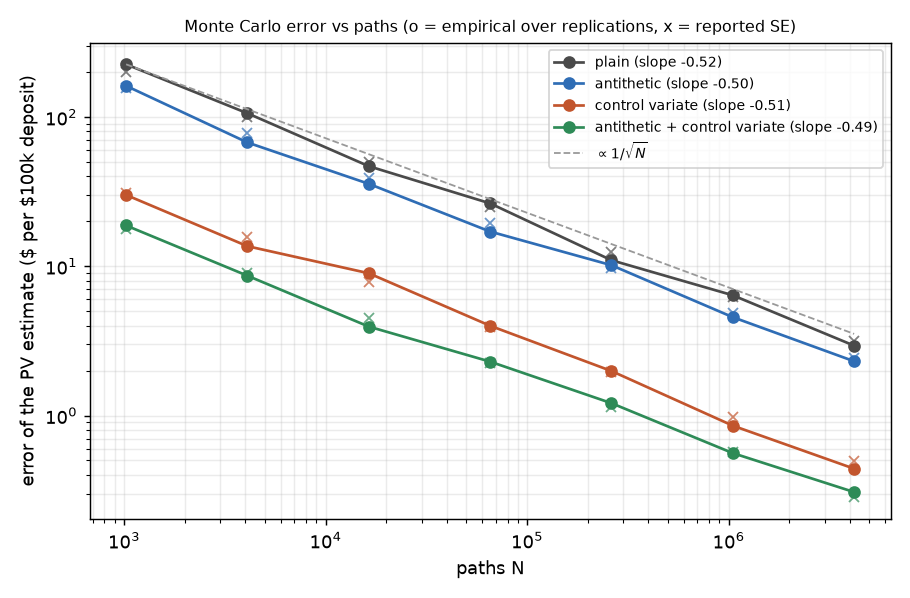 Monte Carlo error vs paths (o = empirical over replications, x = reported SE)
error of the PV estimate ($ per $100k deposit)
10²
10¹
10⁰
plain (slope -0.52)
antithetic (slope -0.50)
control variate (slope -0.51)
antithetic + control variate (slope -0.49)
∝ 1/√N
10³
10⁴
10⁵
10⁶
paths N